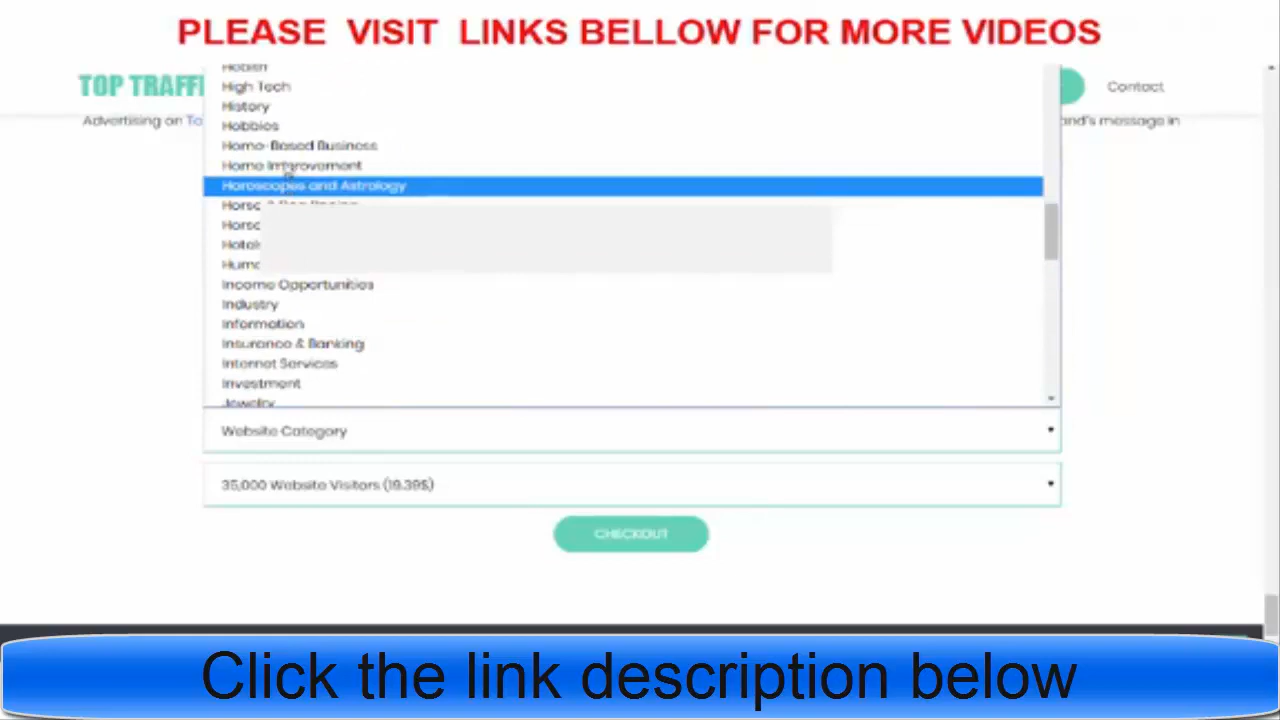 PLEASE VISIT LINKS BELLOW FOR MORE VIDEOS
TOP TRAFFI
Contact
Advertising on To
and's message in
High Tech
History
Hobbies
Home-Based Business
Home Improvement
Horoscopes and Astrology
Income Opportunities
Industry
Information
Insurance & Banking
Internet Services
Investment
Jewelry
Website Category
35,000 Website Visitors (19.39$)
CHECKOUT
Click the link description below